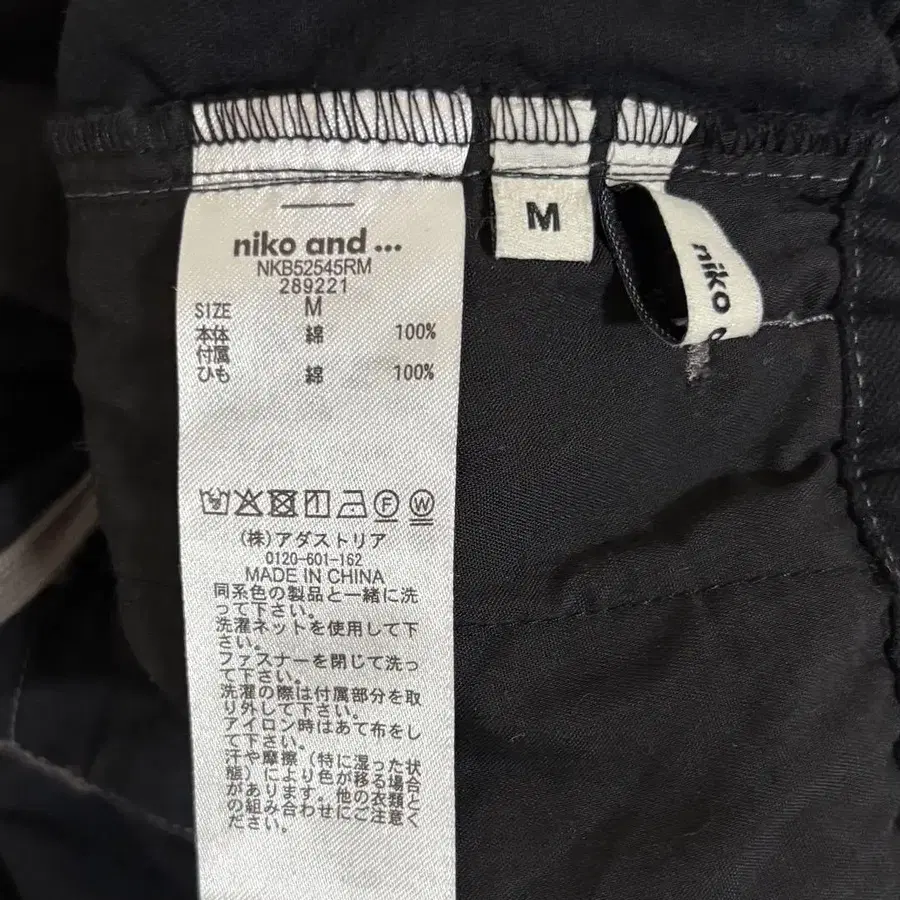 niko and ...
NKB52545RM
289221
SIZE M
本体 綿 100%
付属
ひも 綿 100%
(株)アダストリア
0120-601-162
MADE IN CHINA
同系色の製品と一緒に洗
って下さい。
洗濯ネットを使用して下
さい。
ファスナーを閉じて洗っ
て下さい。
洗濯の際は付属部分を取
り外して下さい。
アイロン時はあて布をし
て下さい。
汗や摩擦(特に湿った状
態)により色が移る場合
があります。他の衣類と
の組み合わせにご注意く
ださい。
M
niko